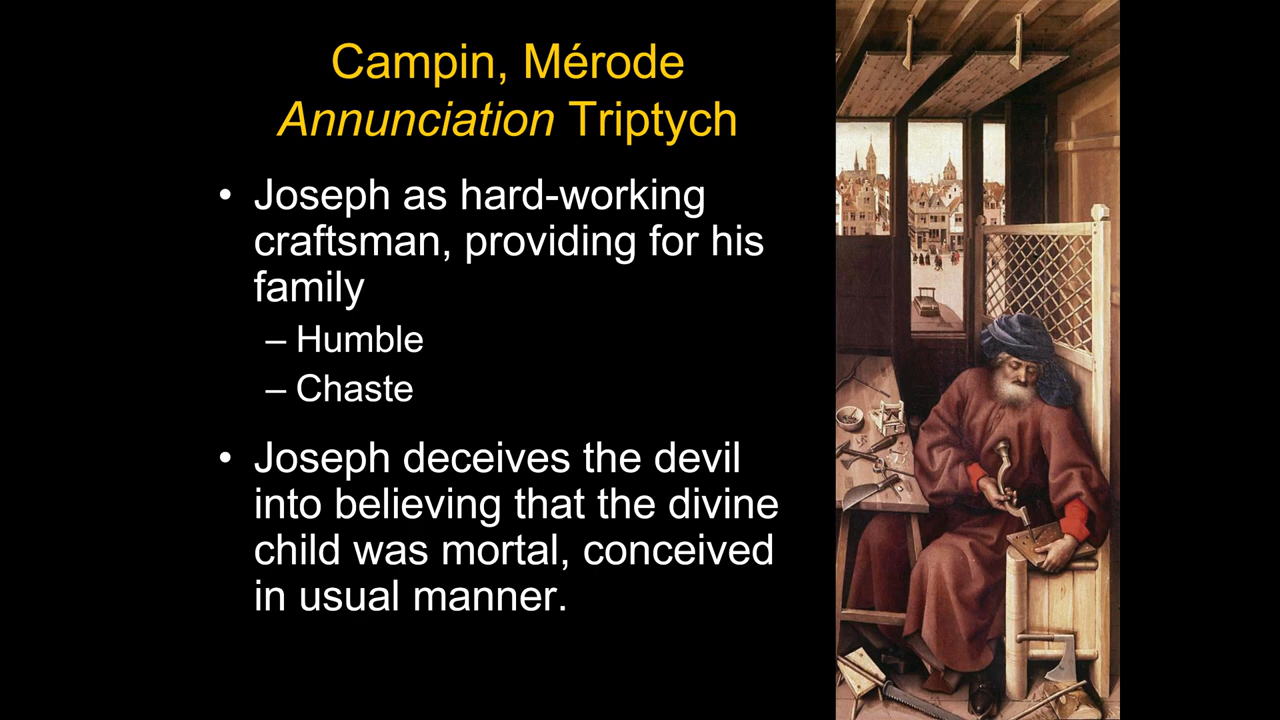 Campin, Mérode
Annunciation Triptych
• Joseph as hard-working
craftsman, providing for his
family
– Humble
– Chaste
• Joseph deceives the devil
into believing that the divine
child was mortal, conceived
in usual manner.